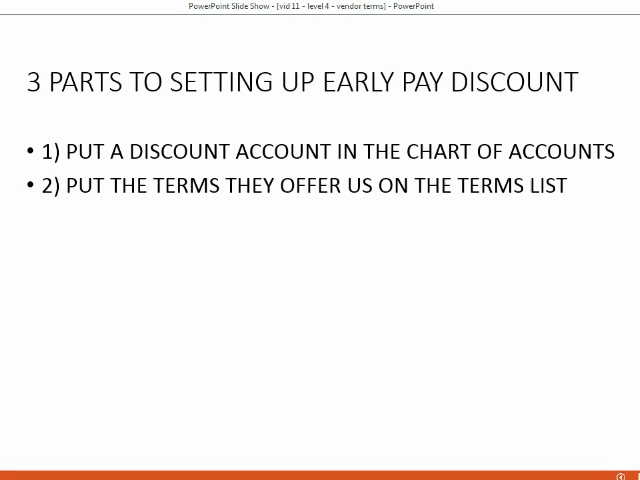 PowerPoint Slide Show - [vid 11 - level 4 - vendor terms] - PowerPoint
3 PARTS TO SETTING UP EARLY PAY DISCOUNT
• 1) PUT A DISCOUNT ACCOUNT IN THE CHART OF ACCOUNTS
• 2) PUT THE TERMS THEY OFFER US ON THE TERMS LIST